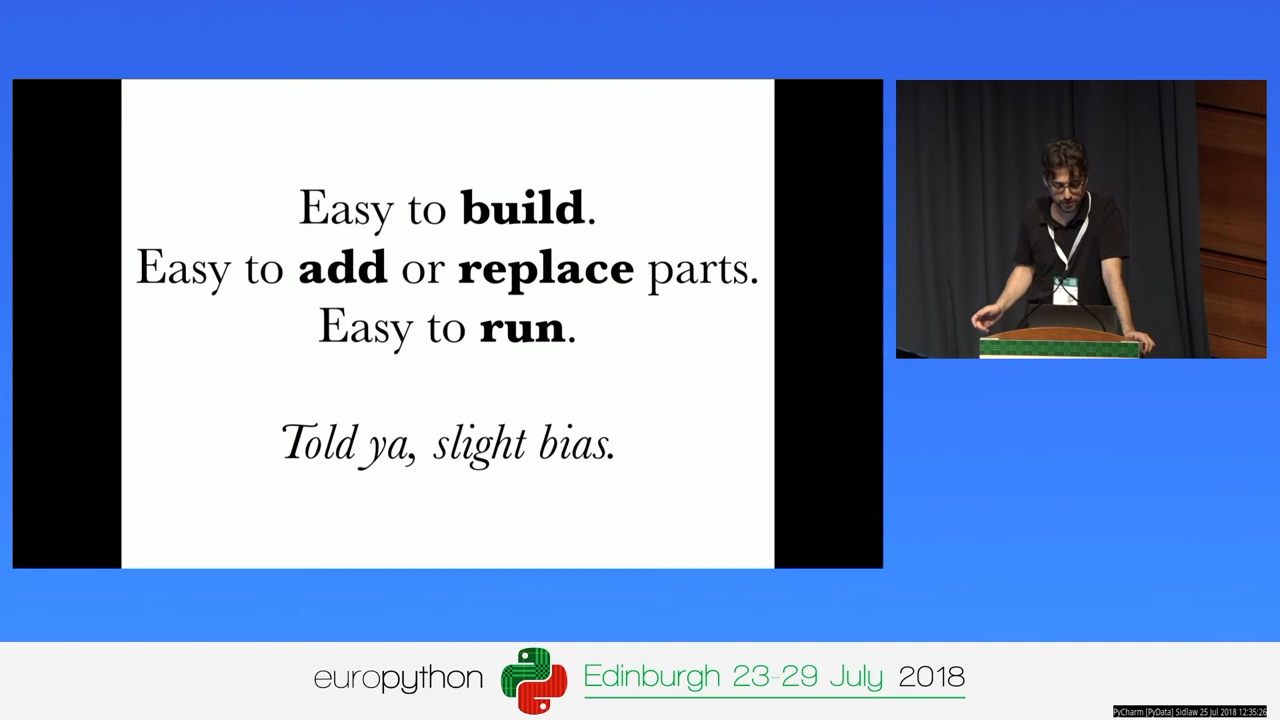 Easy to build.
Easy to add or replace parts.
Easy to run.
Told ya, slight bias.
europython Edinburgh 23-29 July 2018
PyCharm [PyData] Sidlaw 25 Jul 2018 12:35:26